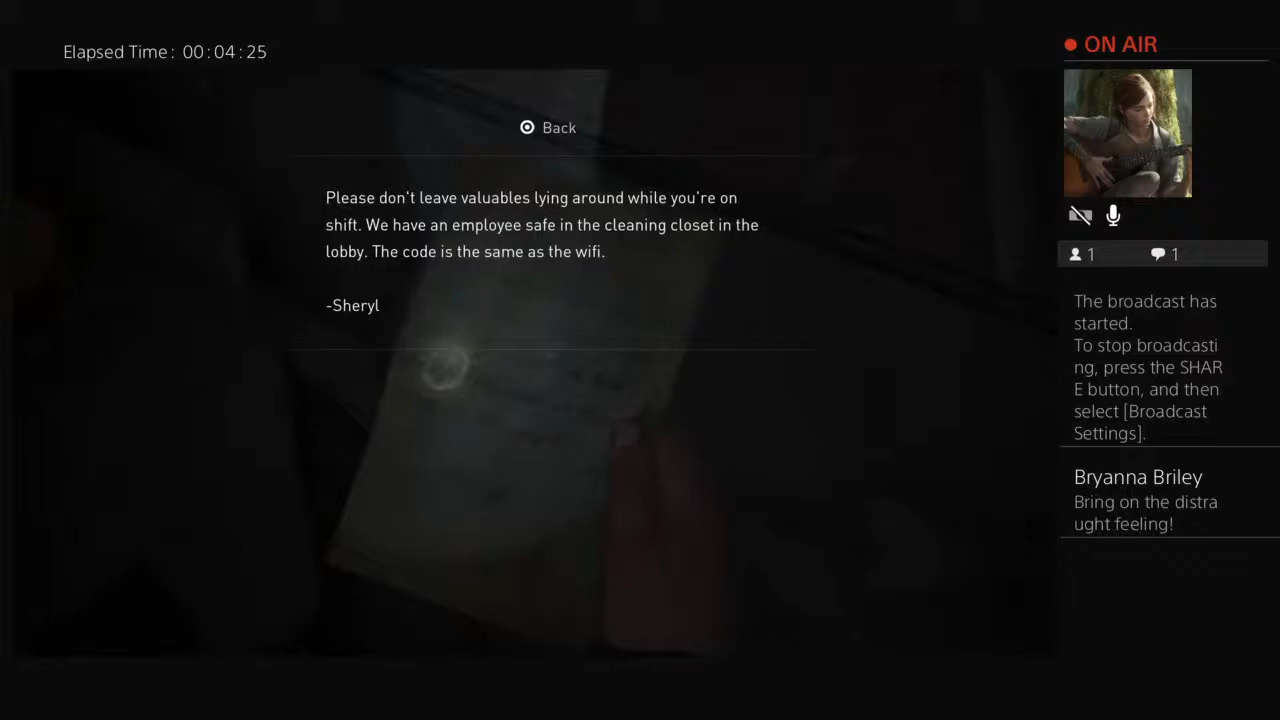 Elapsed Time: 00:04:25
ON AIR
Back
Please don't leave valuables lying around while you're on
shift. We have an employee safe in the cleaning closet in the
lobby. The code is the same as the wifi.
-Sheryl
1
1
The broadcast has
started.
To stop broadcasti
ng, press the SHAR
E button, and then
select [Broadcast
Settings].
Bryanna Briley
Bring on the distra
ught feeling!